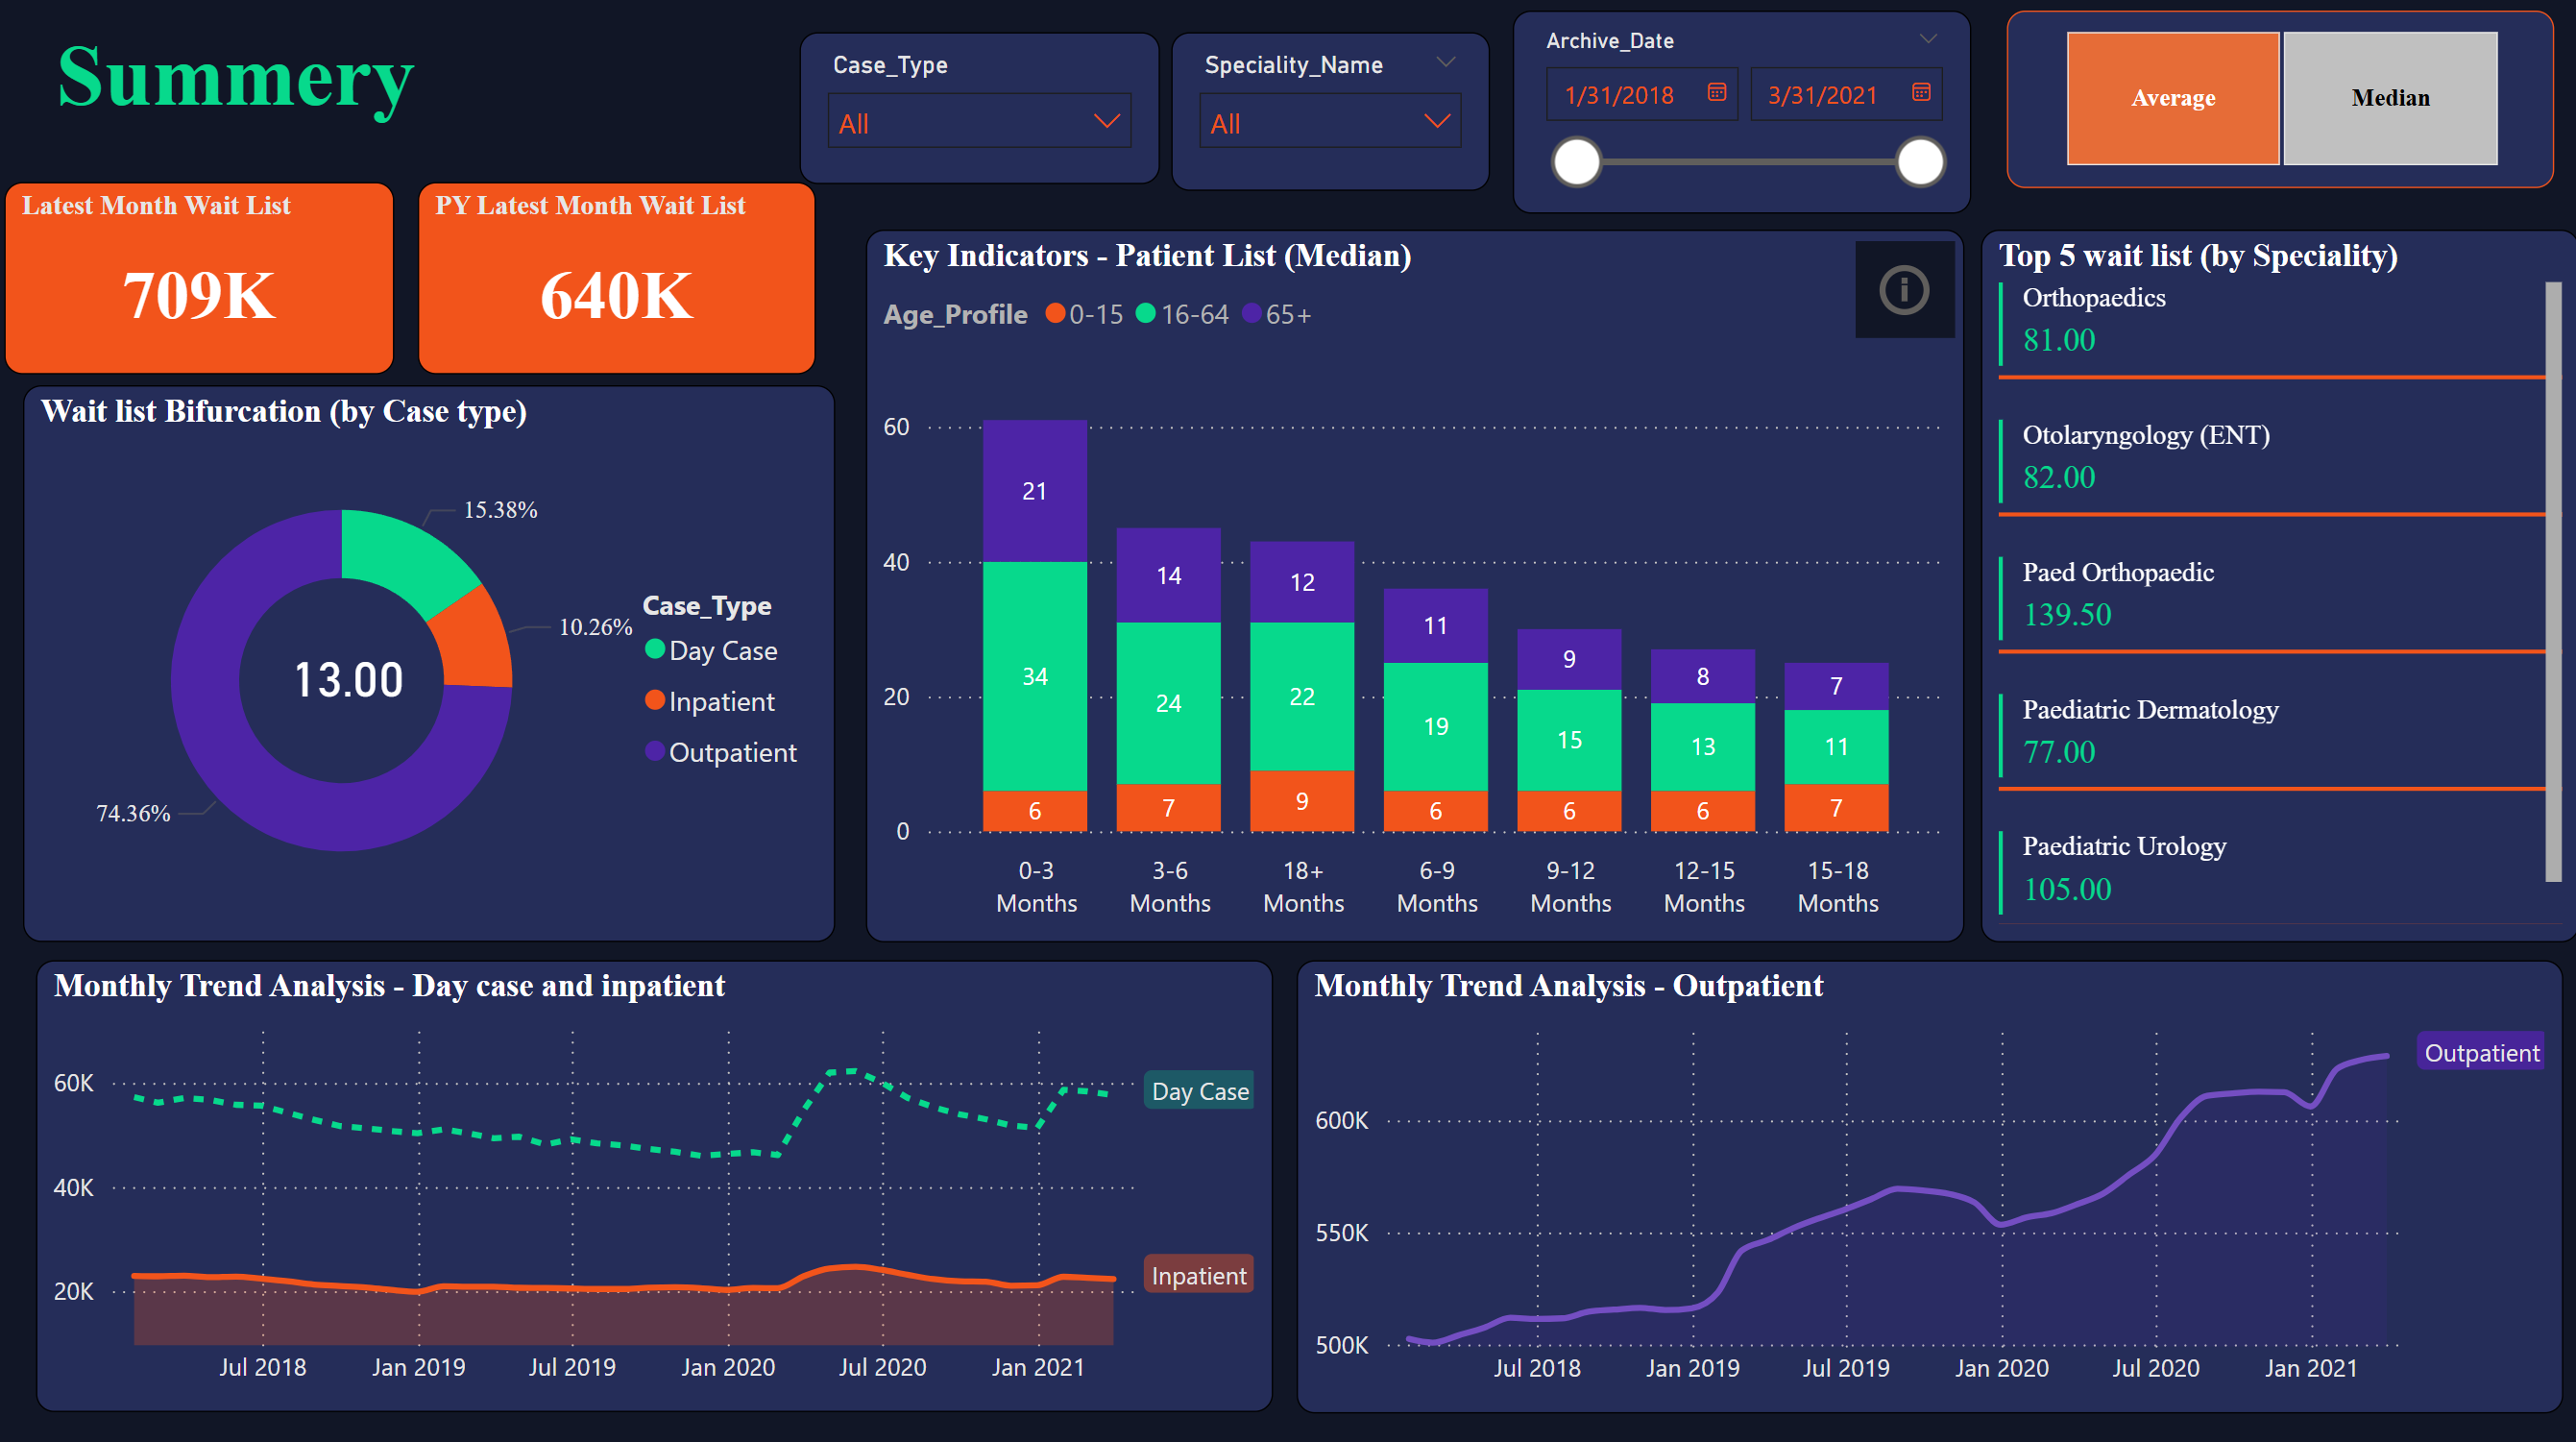 Summery
Case_Type
All
Speciality_Name
All
Archive_Date
1/31/2018
3/31/2021
Average
Median
Latest Month Wait List
709K
PY Latest Month Wait List
640K
Wait list Bifurcation (by Case type)
15.38%
10.26%
74.36%
13.00
Case_Type
Day Case
Inpatient
Outpatient
Key Indicators - Patient List (Median)
Age_Profile 0-15 16-64 65+
60
40
20
0
21
34
6
14
24
7
12
22
9
11
19
6
9
15
6
8
13
6
7
11
7
0-3
Months
3-6
Months
18+
Months
6-9
Months
9-12
Months
12-15
Months
15-18
Months
Top 5 wait list (by Speciality)
Orthopaedics
81.00
Otolaryngology (ENT)
82.00
Paed Orthopaedic
139.50
Paediatric Dermatology
77.00
Paediatric Urology
105.00
Monthly Trend Analysis - Day case and inpatient
60K
40K
20K
Day Case
Inpatient
Jul 2018 Jan 2019 Jul 2019 Jan 2020 Jul 2020 Jan 2021
Monthly Trend Analysis - Outpatient
Outpatient
600K
550K
500K
Jul 2018 Jan 2019 Jul 2019 Jan 2020 Jul 2020 Jan 2021